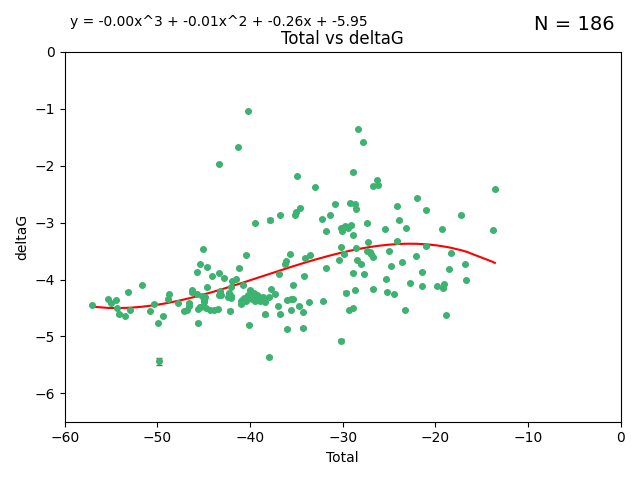 y = -0.00x^3 + -0.01x^2 + -0.26x + -5.95
N = 186
Total vs deltaG
0
−1
−2
−3
−4
−5
−6
deltaG
−60 −50 −40 −30 −20 −10 0
Total